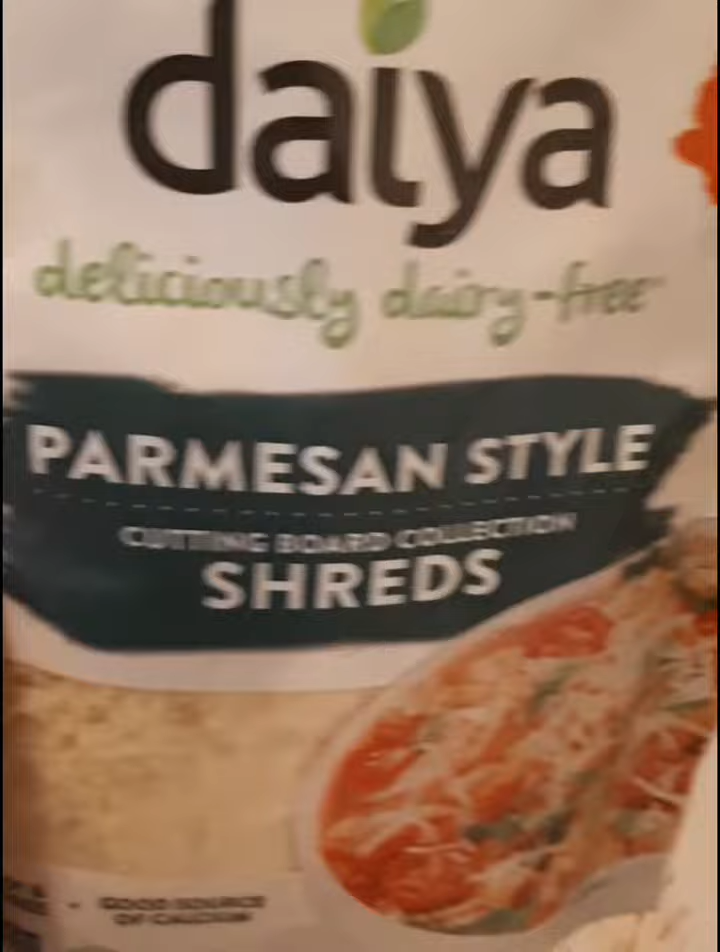 daiya
deliciously dairy-free
PARMESAN STYLE
CUTTING BOARD COLLECTION
SHREDS
GOOD SOURCE
OF CALCIUM